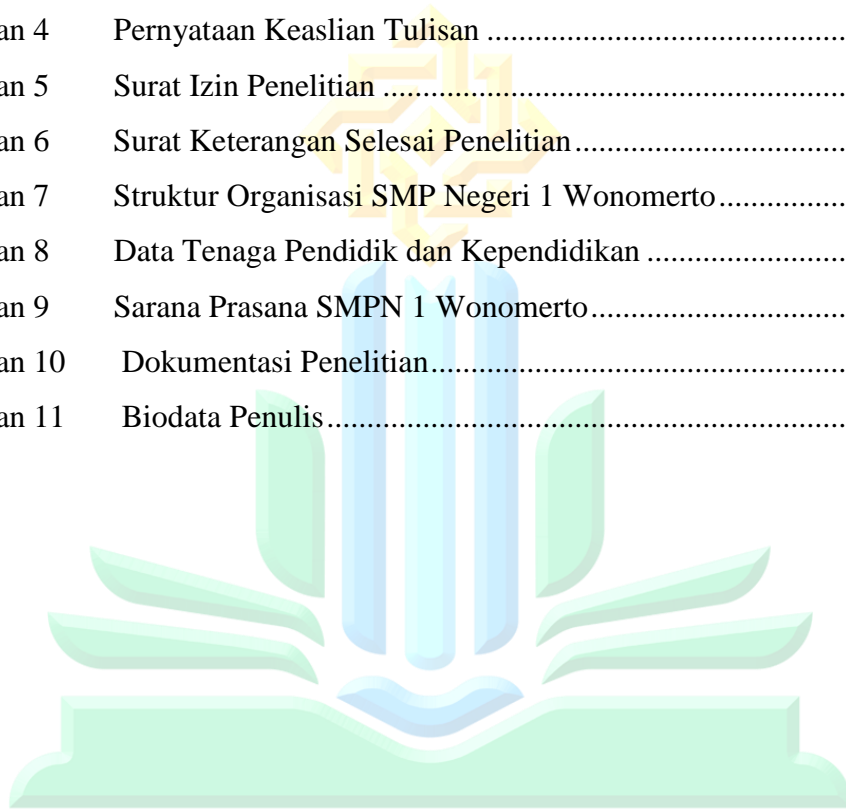 an 4 Pernyataan Keaslian Tulisan ..............................................
an 5 Surat Izin Penelitian ...........................................................
an 6 Surat Keterangan Selesai Penelitian...................................
an 7 Struktur Organisasi SMP Negeri 1 Wonomerto................
an 8 Data Tenaga Pendidik dan Kependidikan .........................
an 9 Sarana Prasana SMPN 1 Wonomerto................................
an 10 Dokumentasi Penelitian.....................................................
an 11 Biodata Penulis..................................................................